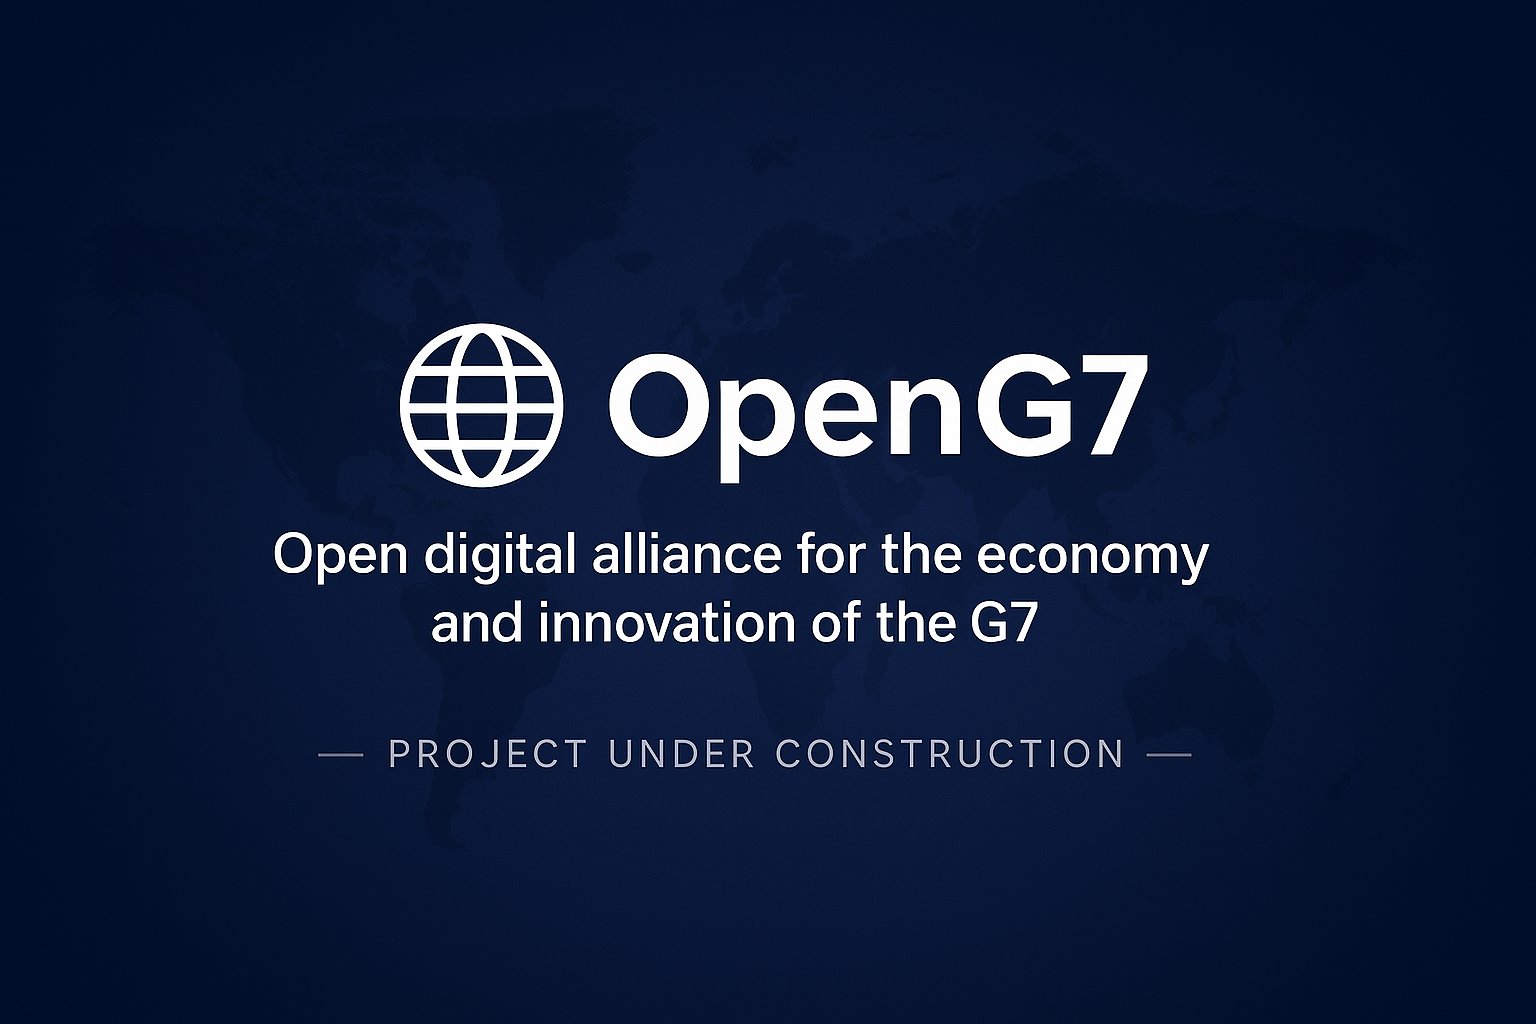 OpenG7
Open digital alliance for the economy
and innovation of the G7
— PROJECT UNDER CONSTRUCTION —